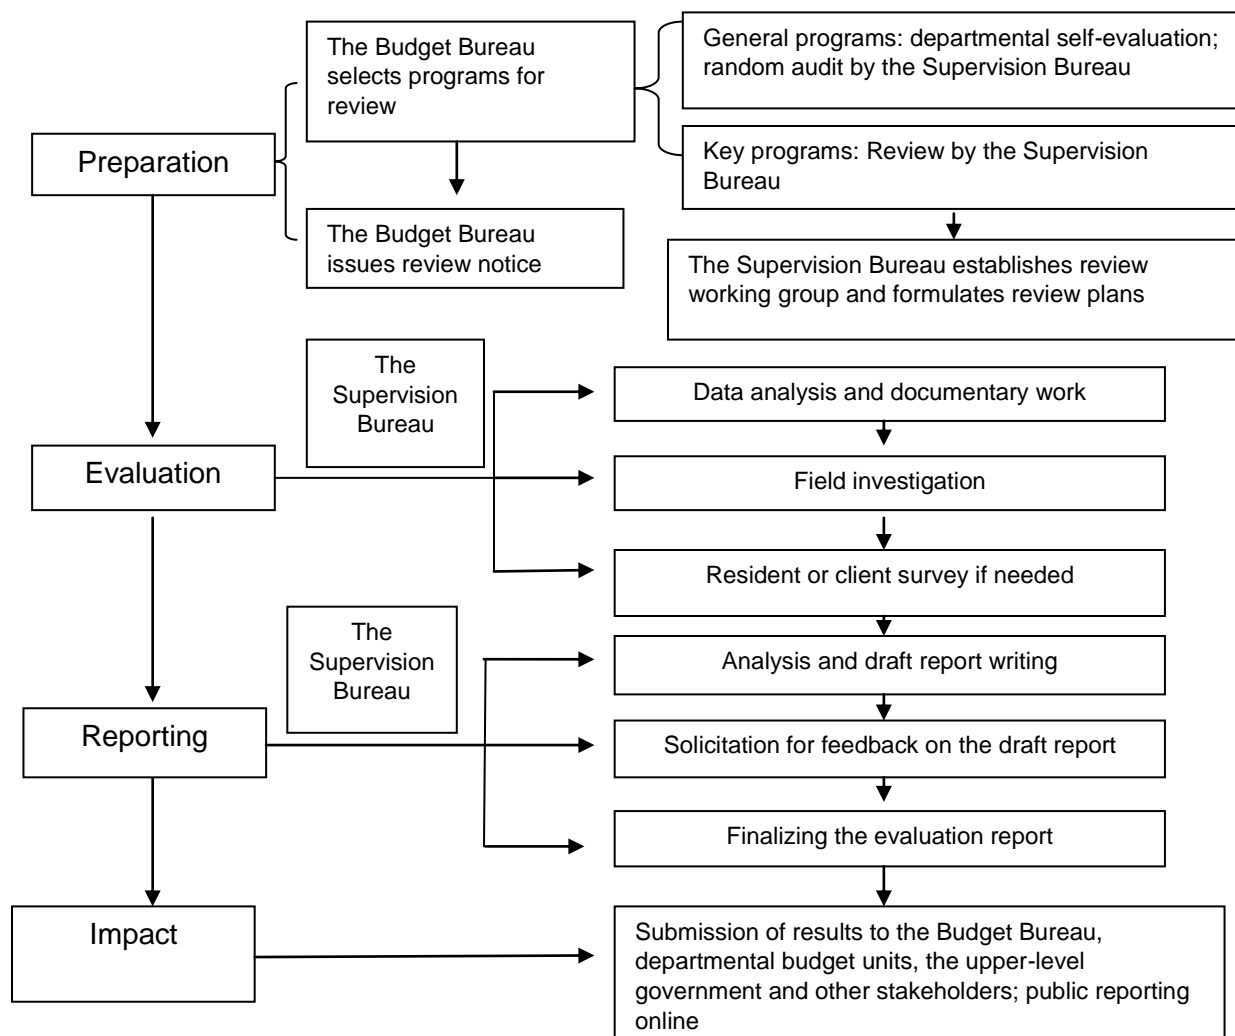 The Budget Bureau
selects programs for
review
General programs: departmental self-evaluation;
random audit by the Supervision Bureau
Preparation
Key programs: Review by the Supervision
Bureau
The Budget Bureau
issues review notice
The Supervision Bureau establishes review
working group and formulates review plans
The
Supervision
Bureau
Data analysis and documentary work
Evaluation
Field investigation
Resident or client survey if needed
The
Supervision
Bureau
Analysis and draft report writing
Reporting
Solicitation for feedback on the draft report
Finalizing the evaluation report
Impact
Submission of results to the Budget Bureau,
departmental budget units, the upper-level
government and other stakeholders; public reporting
online